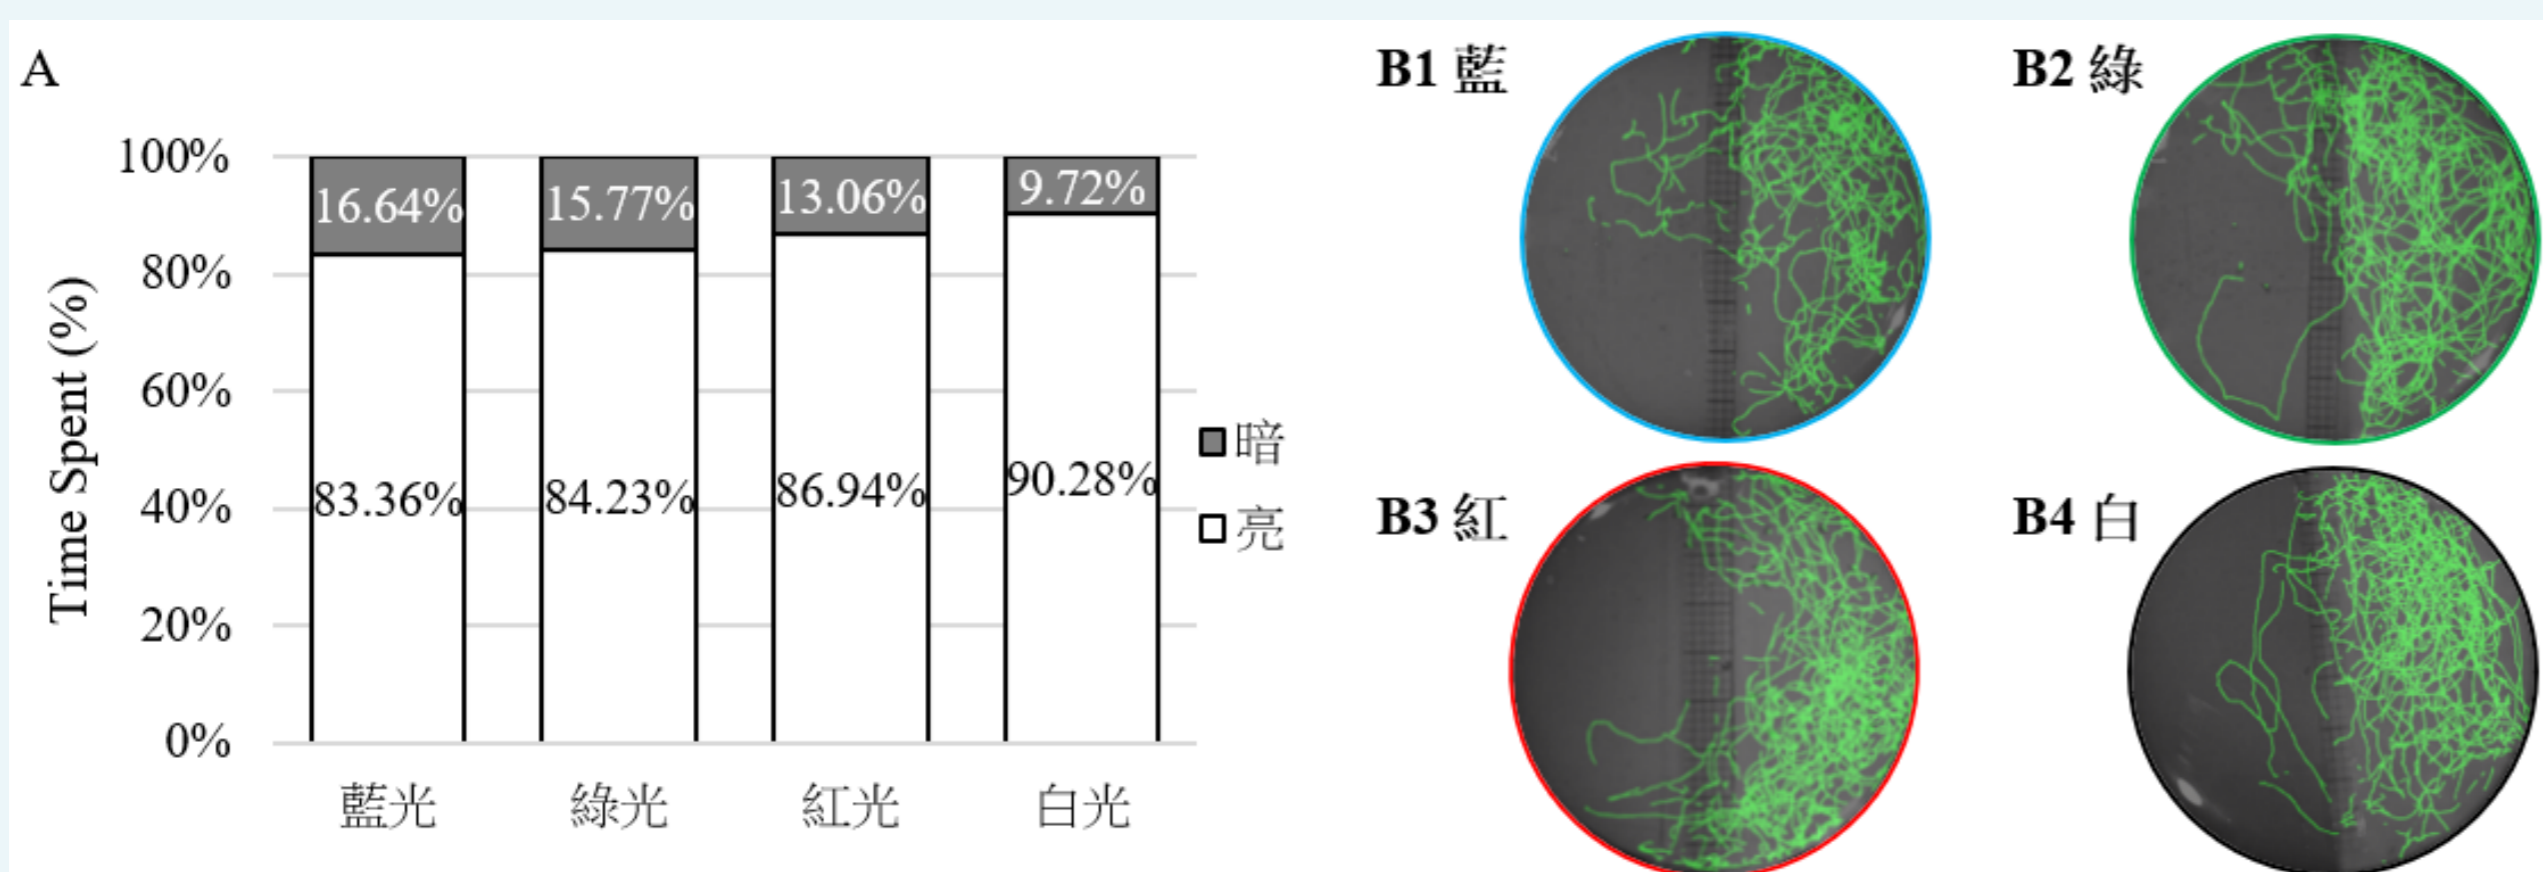 A
Time Spent (%)
100%
80%
60%
40%
20%
0%
16.64%
15.77%
13.06%
9.72%
83.36%
84.23%
86.94%
90.28%
藍光
綠光
紅光
白光
暗
亮
B1 藍
B2 綠
B3 紅
B4 白